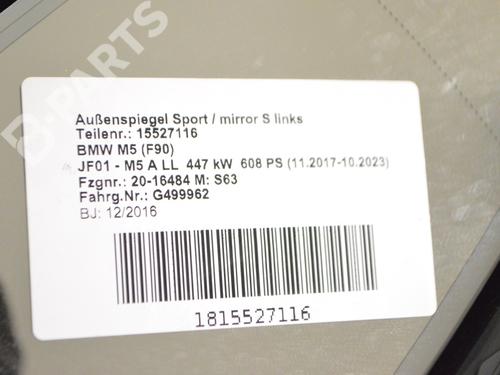 B-PARTS
Außenspiegel Sport / mirror S links
Teilenr.: 15527116
BMW M5 (F90)
JF01 - M5 A LL 447 kW 608 PS (11.2017-10.2023)
Fzgnr.: 20-16484 M: S63
Fahrg.Nr.: G499962
BJ: 12/2016
1815527116